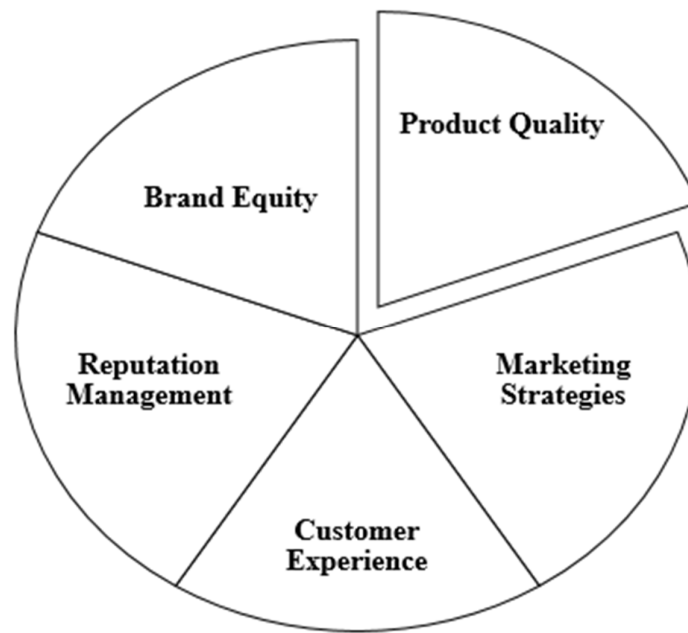 Product Quality
Brand Equity
Reputation
Management
Marketing
Strategies
Customer
Experience